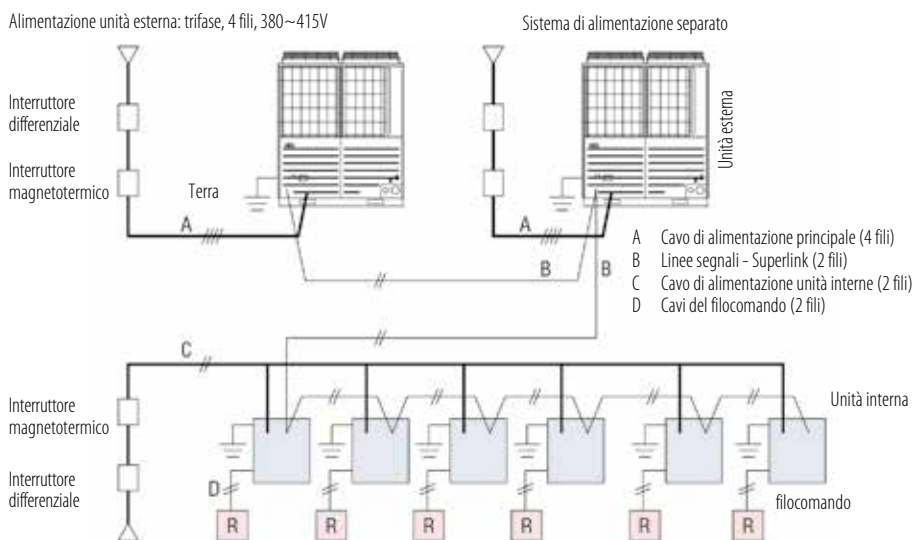 Alimentazione unità esterna: trifase, 4 fili, 380~415V
Sistema di alimentazione separato
Interruttore
differenziale
Interruttore
magnetotermico
Terra
Unità esterna
A
A
A Cavo di alimentazione principale (4 fili)
B Linee segnali - Superlink (2 fili)
C Cavo di alimentazione unità interne (2 fili)
D Cavi del filocomando (2 fili)
B
B
C
Interruttore
magnetotermico
Unità interna
Interruttore
differenziale
D
filocomando
R
R
R
R
R
R